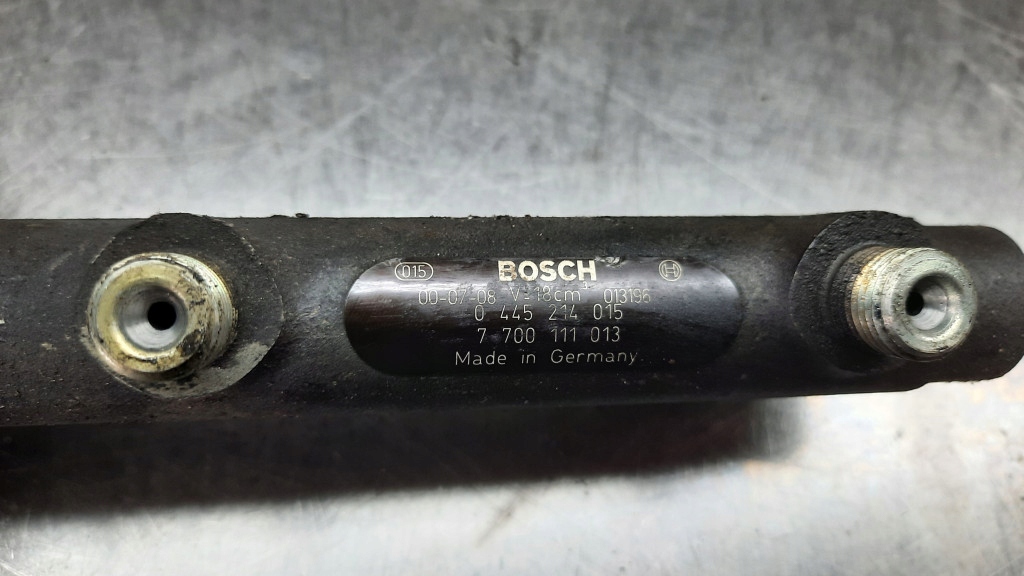 015 BOSCH
00-07-08 V=18cm³ 013196
0 445 214 015
7 700 111 013
Made in Germany